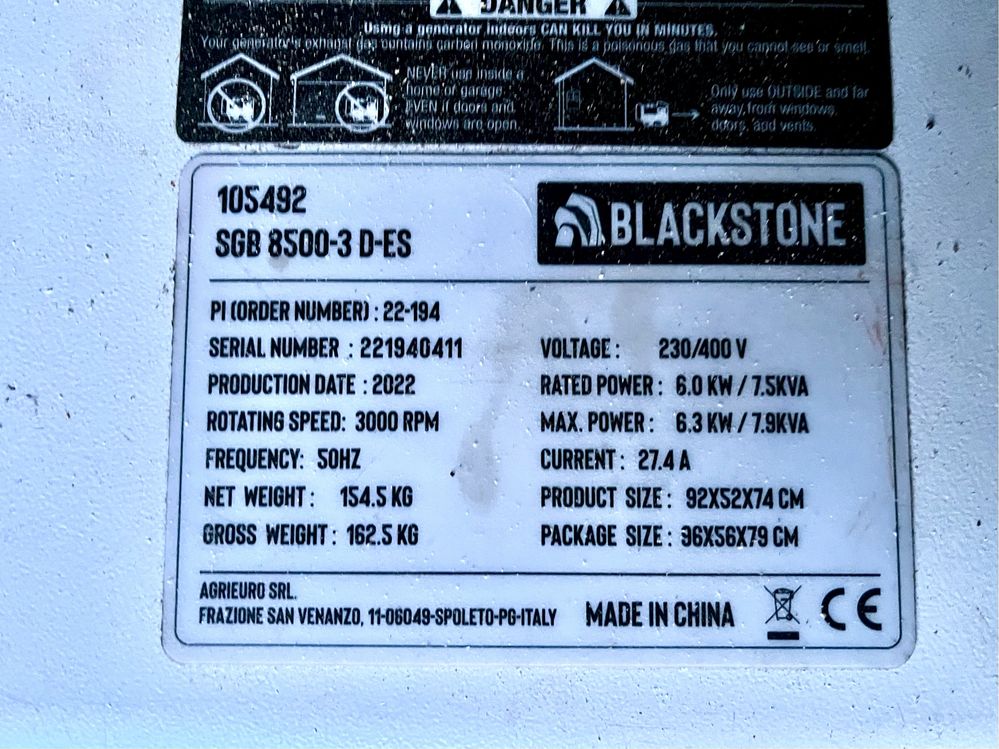 DANGER
Using a generator indoors CAN KILL YOU IN MINUTES.
Your generator's exhaust gas contains carbon monoxide. This is a poisonous gas that you cannot see or smell.
NEVER use inside a
home or garage
EVEN if doors and
windows are open.
Only use OUTSIDE and far
away from windows,
doors, and vents.
105492
SGB 8500-3 D-ES
BLACKSTONE
PI (ORDER NUMBER) : 22-194
SERIAL NUMBER : 221940411
PRODUCTION DATE : 2022
ROTATING SPEED: 3000 RPM
FREQUENCY: 50HZ
NET WEIGHT: 154.5 KG
GROSS WEIGHT: 162.5 KG
VOLTAGE: 230/400 V
RATED POWER: 6.0 KW / 7.5KVA
MAX. POWER: 6.3 KW / 7.9KVA
CURRENT: 27.4 A
PRODUCT SIZE: 92X52X74 CM
PACKAGE SIZE: 96X56X79 CM
AGRIEURO SRL.
FRAZIONE SAN VENANZO, 11-06049-SPOLETO-PG-ITALY
MADE IN CHINA
CE